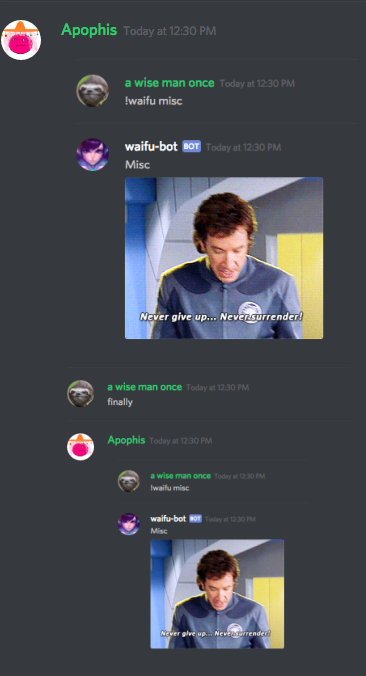 Apophis Today at 12:30 PM
a wise man once Today at 12:30 PM
!waifu misc
waifu-bot BOT Today at 12:30 PM
Misc
Never give up... Never surrender!
a wise man once Today at 12:30 PM
finally
Apophis Today at 12:30 PM
a wise man once Today at 12:30 PM
!waifu misc
waifu-bot BOT Today at 12:30 PM
Misc
Never give up... Never surrender!